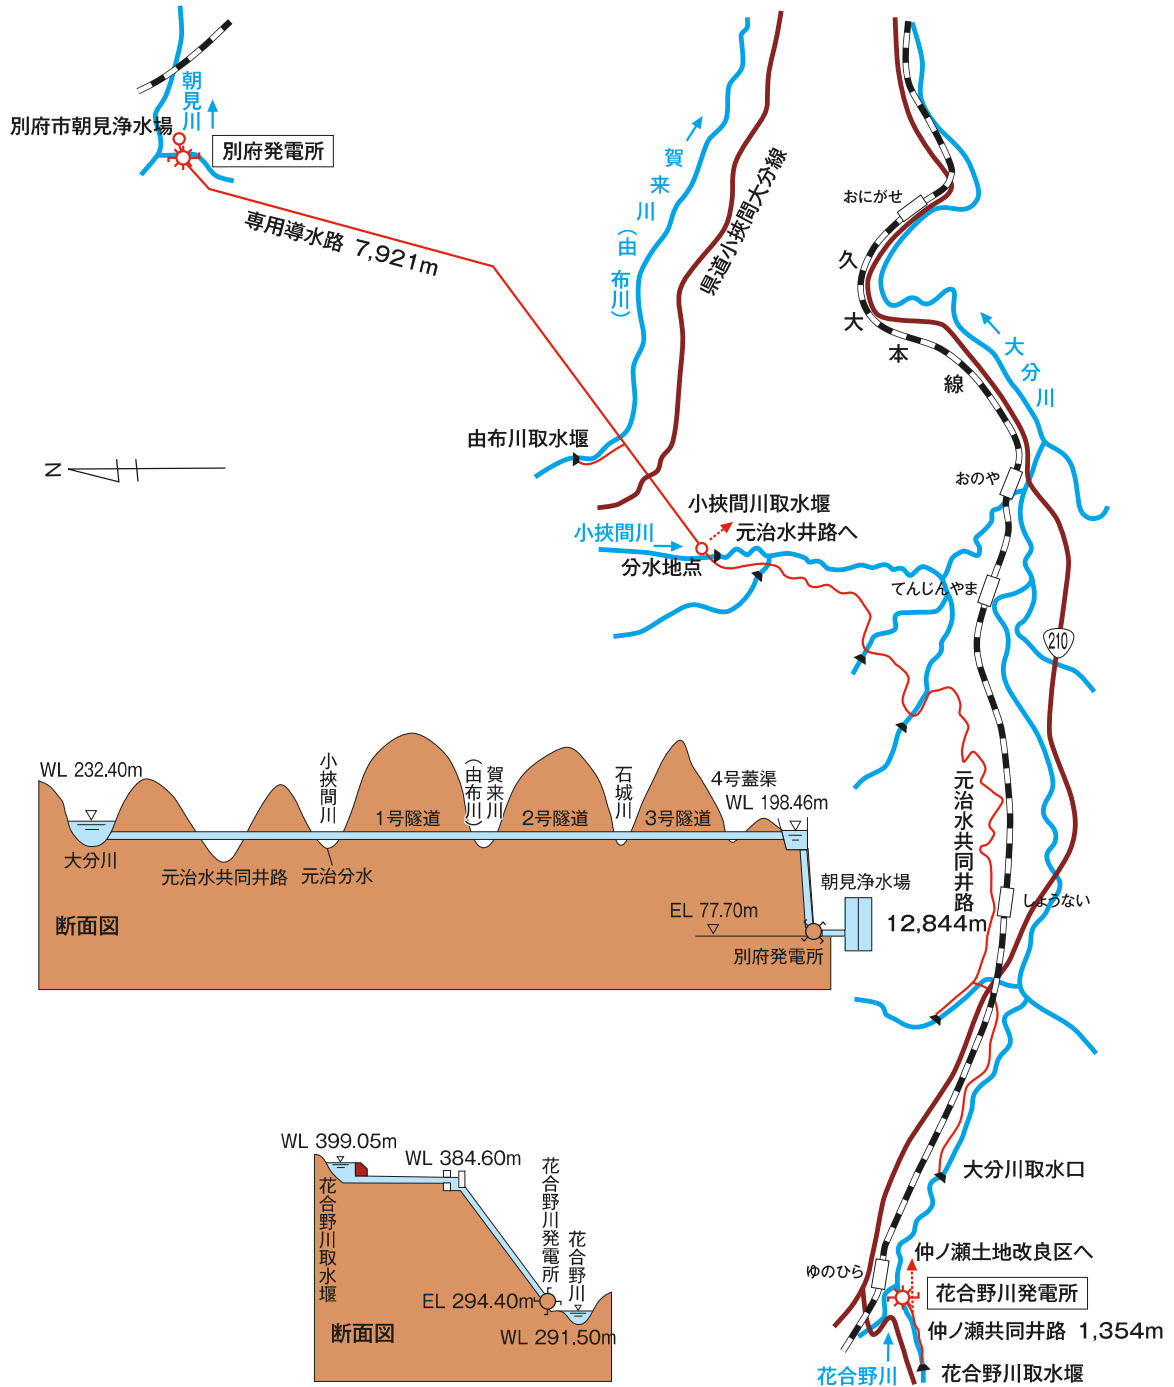 朝見川
別府市朝見浄水場
別府発電所
専用導水路 7,921m
賀来川(由布川)
県道小挾間大分線
おにがせ
久大本線
大分川
由布川取水堰
N
おのや
小挾間川取水堰
元治水井路へ
小挾間川
分水地点
てんじんやま
210
元治水共同井路
12,844m
しょうない
WL 232.40m
小挾間川
(由布川)
賀来川
石城川
4号蓋渠
WL 198.46m
1号隧道
2号隧道
3号隧道
大分川
元治水共同井路
元治分水
朝見浄水場
EL 77.70m
断面図
別府発電所
大分川取水口
WL 399.05m
WL 384.60m
花合野川取水堰
花合野川発電所
花合野川
EL 294.40m
WL 291.50m
断面図
仲ノ瀬土地改良区へ
ゆのひら
花合野川発電所
仲ノ瀬共同井路 1,354m
花合野川
花合野川取水堰